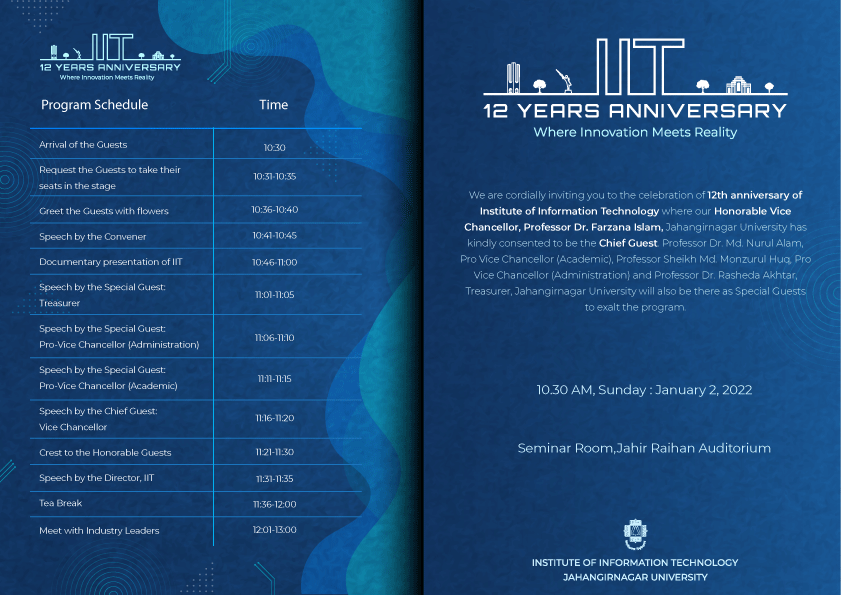 IIT
12 YEARS ANNIVERSARY
Where Innovation Meets Reality
Program Schedule Time
Arrival of the Guests 10:30
Request the Guests to take their
seats in the stage 10:31-10:35
Greet the Guests with flowers 10:36-10:40
Speech by the Convener 10:41-10:45
Documentary presentation of IIT 10:46-11:00
Speech by the Special Guest:
Treasurer 11:01-11:05
Speech by the Special Guest:
Pro-Vice Chancellor (Administration) 11:06-11:10
Speech by the Special Guest:
Pro-Vice Chancellor (Academic) 11:11-11:15
Speech by the Chief Guest:
Vice Chancellor 11:16-11:20
Crest to the Honorable Guests 11:21-11:30
Speech by the Director, IIT 11:31-11:35
Tea Break 11:36-12:00
Meet with Industry Leaders 12:01-13:00
IIT
12 YEARS ANNIVERSARY
Where Innovation Meets Reality
We are cordially inviting you to the celebration of 12th anniversary of
Institute of Information Technology where our Honorable Vice
Chancellor, Professor Dr. Farzana Islam, Jahangirnagar University has
kindly consented to be the Chief Guest. Professor Dr. Md. Nurul Alam,
Pro Vice Chancellor (Academic), Professor Sheikh Md. Monzurul Huq, Pro
Vice Chancellor (Administration) and Professor Dr. Rasheda Akhtar,
Treasurer, Jahangirnagar University will also be there as Special Guests
to exalt the program.
10.30 AM, Sunday : January 2, 2022
Seminar Room,Jahir Raihan Auditorium
INSTITUTE OF INFORMATION TECHNOLOGY
JAHANGIRNAGAR UNIVERSITY